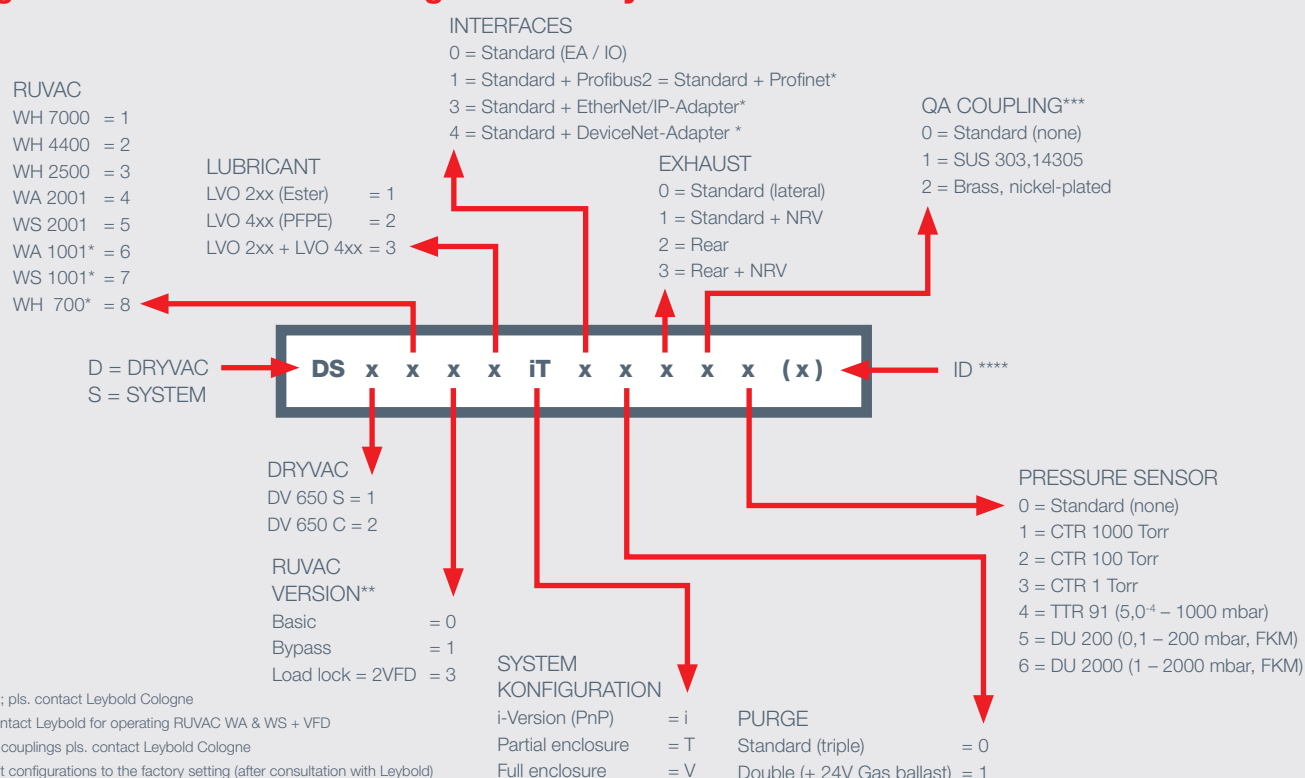 INTERFACES
0 = Standard (EA / IO)
1 = Standard + Profibus2 = Standard + Profinet*
3 = Standard + EtherNet/IP-Adapter*
4 = Standard + DeviceNet-Adapter *
RUVAC
WH 7000 = 1
WH 4400 = 2
WH 2500 = 3
WA 2001 = 4
WS 2001 = 5
WA 1001* = 6
WS 1001* = 7
WH 700* = 8
LUBRICANT
LVO 2xx (Ester) = 1
LVO 4xx (PFPE) = 2
LVO 2xx + LVO 4xx = 3
EXHAUST
0 = Standard (lateral)
1 = Standard + NRV
2 = Rear
3 = Rear + NRV
QA COUPLING***
0 = Standard (none)
1 = SUS 303,14305
2 = Brass, nickel-plated
D = DRYVAC
S = SYSTEM
DS x x x x iT x x x x x (x)
ID ****
DRYVAC
DV 650 S = 1
DV 650 C = 2
RUVAC
VERSION**
Basic = 0
Bypass = 1
Load lock = 2VFD = 3
SYSTEM
KONFIGURATION
i-Version (PnP) = i
Partial enclosure = T
Full enclosure = V
PURGE
Standard (triple) = 0
Double (+ 24V Gas ballast) = 1
PRESSURE SENSOR
0 = Standard (none)
1 = CTR 1000 Torr
2 = CTR 100 Torr
3 = CTR 1 Torr
4 = TTR 91 (5,0-4 – 1000 mbar)
5 = DU 200 (0,1 – 200 mbar, FKM)
6 = DU 2000 (1 – 2000 mbar, FKM)
; pls. contact Leybold Cologne
ntact Leybold for operating RUVAC WA & WS + VFD
couplings pls. contact Leybold Cologne
t configurations to the factory setting (after consultation with Leybold)